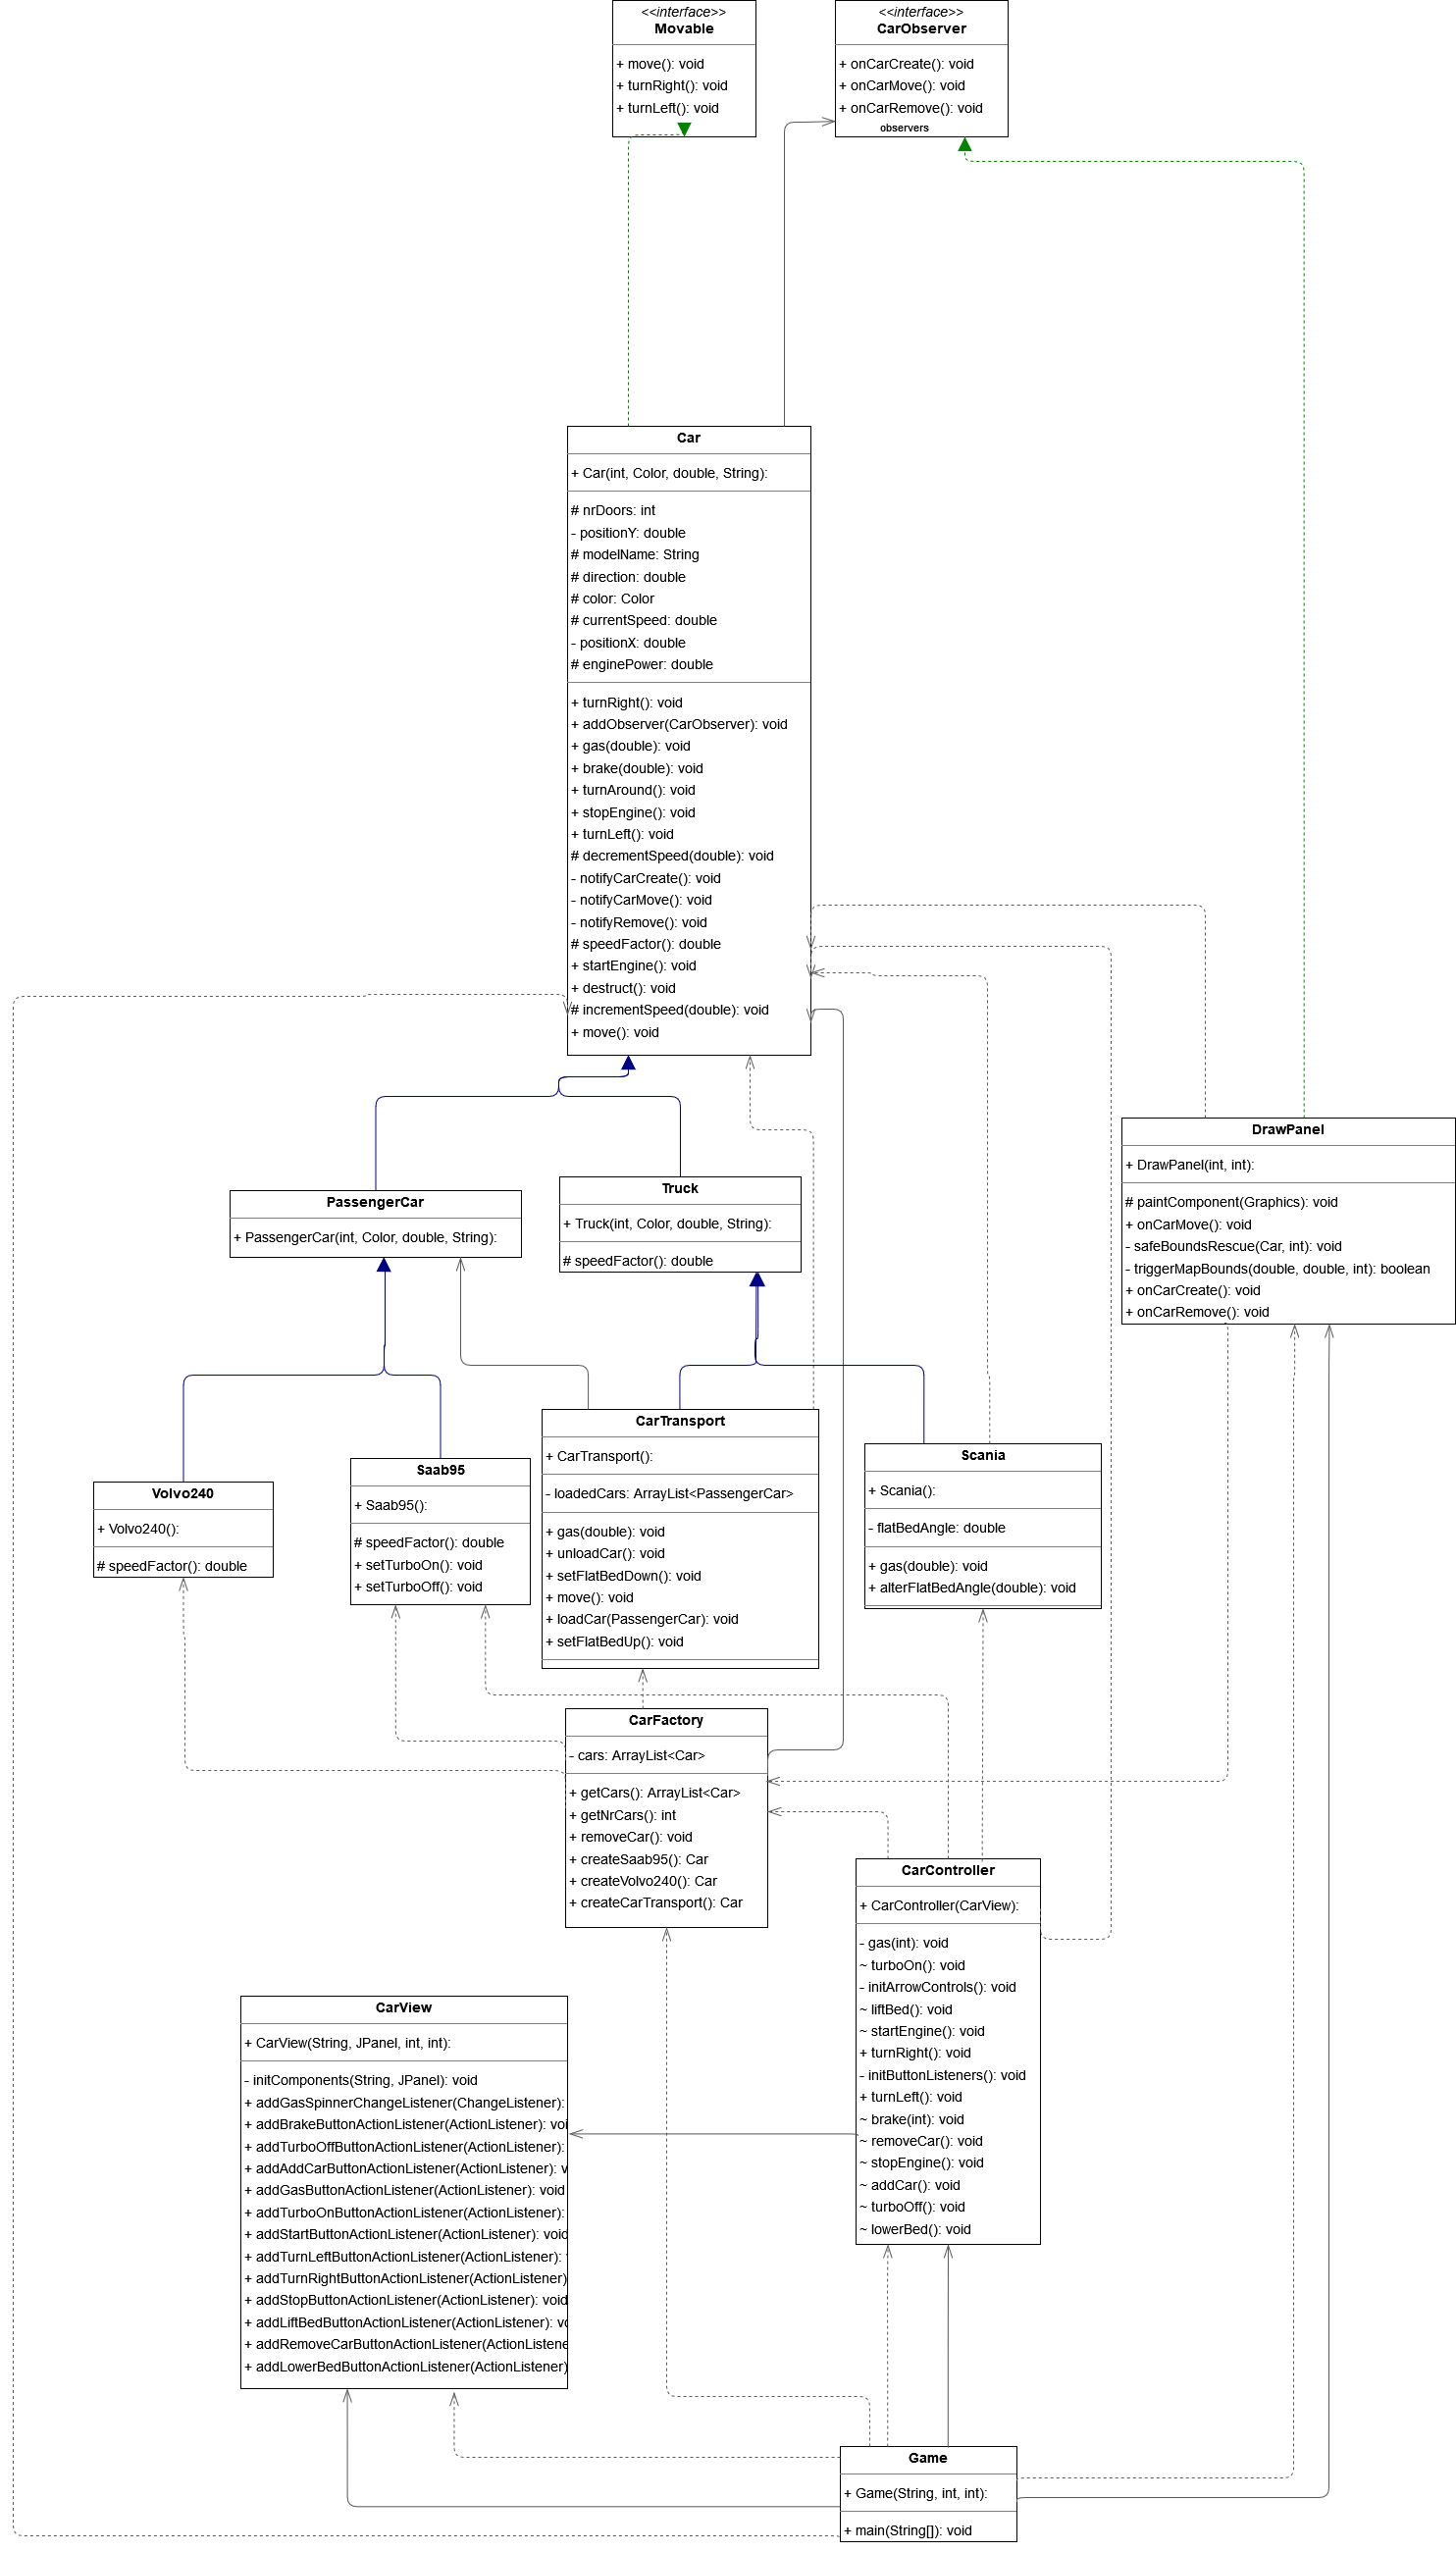 <<interface>>
Movable
+ move(): void
+ turnRight(): void
+ turnLeft(): void
<<interface>>
CarObserver
+ onCarCreate(): void
+ onCarMove(): void
+ onCarRemove(): void
observers
Car
+ Car(int, Color, double, String):
# nrDoors: int
- positionY: double
# modelName: String
# direction: double
# color: Color
# currentSpeed: double
- positionX: double
# enginePower: double
+ turnRight(): void
+ addObserver(CarObserver): void
+ gas(double): void
+ brake(double): void
+ turnAround(): void
+ stopEngine(): void
+ turnLeft(): void
# decrementSpeed(double): void
- notifyCarCreate(): void
- notifyCarMove(): void
- notifyRemove(): void
# speedFactor(): double
+ startEngine(): void
+ destruct(): void
# incrementSpeed(double): void
+ move(): void
DrawPanel
+ DrawPanel(int, int):
# paintComponent(Graphics): void
+ onCarMove(): void
- safeBoundsRescue(Car, int): void
- triggerMapBounds(double, double, int): boolean
+ onCarCreate(): void
+ onCarRemove(): void
PassengerCar
+ PassengerCar(int, Color, double, String):
Truck
+ Truck(int, Color, double, String):
# speedFactor(): double
Volvo240
+ Volvo240():
# speedFactor(): double
Saab95
+ Saab95():
# speedFactor(): double
+ setTurboOn(): void
+ setTurboOff(): void
CarTransport
+ CarTransport():
- loadedCars: ArrayList<PassengerCar>
+ gas(double): void
+ unloadCar(): void
+ setFlatBedDown(): void
+ move(): void
+ loadCar(PassengerCar): void
+ setFlatBedUp(): void
Scania
+ Scania():
- flatBedAngle: double
+ gas(double): void
+ alterFlatBedAngle(double): void
CarFactory
- cars: ArrayList<Car>
+ getCars(): ArrayList<Car>
+ getNrCars(): int
+ removeCar(): void
+ createSaab95(): Car
+ createVolvo240(): Car
+ createCarTransport(): Car
CarController
+ CarController(CarView):
- gas(int): void
~ turboOn(): void
- initArrowControls(): void
~ liftBed(): void
~ startEngine(): void
+ turnRight(): void
- initButtonListeners(): void
+ turnLeft(): void
~ brake(int): void
~ removeCar(): void
~ stopEngine(): void
~ addCar(): void
~ turboOff(): void
~ lowerBed(): void
CarView
+ CarView(String, JPanel, int, int):
- initComponents(String, JPanel): void
+ addGasSpinnerChangeListener(ChangeListener):
+ addBrakeButtonActionListener(ActionListener): voi
+ addTurboOffButtonActionListener(ActionListener):
+ addAddCarButtonActionListener(ActionListener): v
+ addGasButtonActionListener(ActionListener): void
+ addTurboOnButtonActionListener(ActionListener):
+ addStartButtonActionListener(ActionListener): void
+ addTurnLeftButtonActionListener(ActionListener):
+ addTurnRightButtonActionListener(ActionListener)
+ addStopButtonActionListener(ActionListener): void
+ addLiftBedButtonActionListener(ActionListener): vo
+ addRemoveCarButtonActionListener(ActionListene
+ addLowerBedButtonActionListener(ActionListener)
Game
+ Game(String, int, int):
+ main(String[]): void